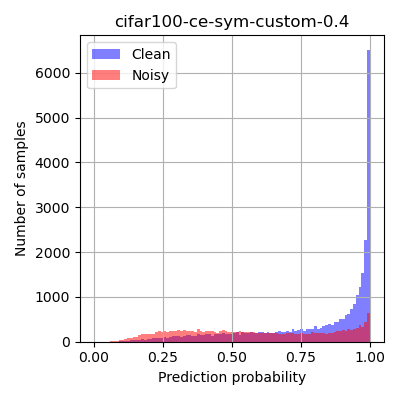 cifar100-ce-sym-custom-0.4
Clean
Noisy
Number of samples
6000
5000
4000
3000
2000
1000
0
0.00 0.25 0.50 0.75 1.00
Prediction probability